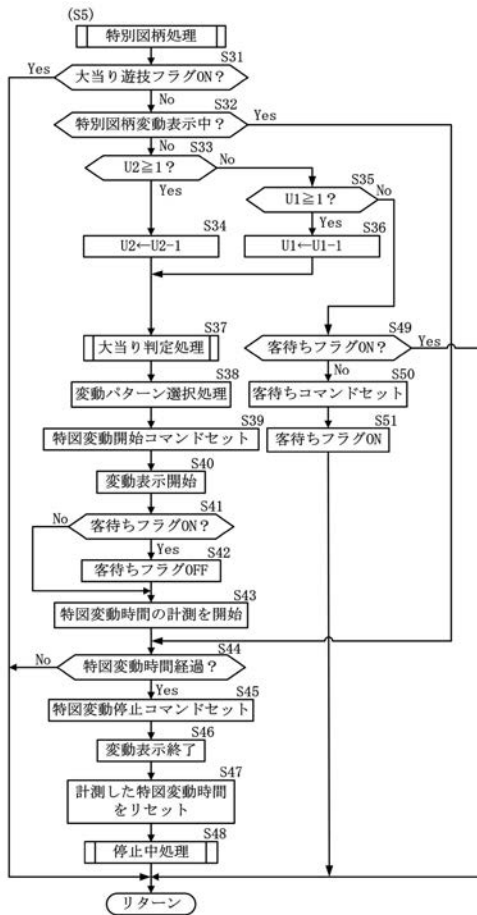 (S5)
特別図柄処理
S31
Yes
大当り遊技フラグON?
No
S32
特別図柄変動表示中?
Yes
No
S33
U2≧1?
No
Yes
S35
U1≧1?
No
Yes
S34
U2←U2-1
S36
U1←U1-1
S37
大当り判定処理
S49
客待ちフラグON?
Yes
No
S38
変動パターン選択処理
S50
客待ちコマンドセット
S39
特図変動開始コマンドセット
S51
客待ちフラグON
S40
変動表示開始
S41
No
客待ちフラグON?
Yes
S42
客待ちフラグOFF
S43
特図変動時間の計測を開始
S44
No
特図変動時間経過?
Yes
S45
特図変動停止コマンドセット
S46
変動表示終了
S47
計測した特図変動時間
をリセット
S48
停止中処理
リターン